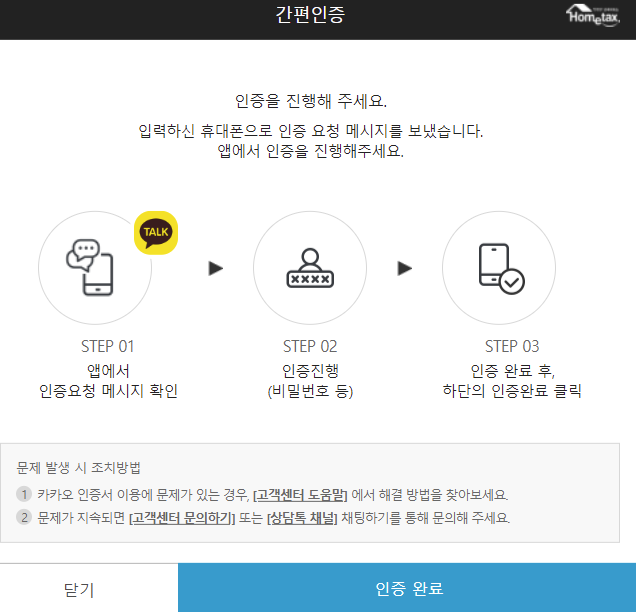 간편인증
Hometax.
인증을 진행해 주세요.
입력하신 휴대폰으로 인증 요청 메시지를 보냈습니다.
앱에서 인증을 진행해주세요.
TALK
STEP 01
앱에서
인증요청 메시지 확인
STEP 02
인증진행
(비밀번호 등)
STEP 03
인증 완료 후,
하단의 인증완료 클릭
문제 발생 시 조치방법
1 카카오 인증서 이용에 문제가 있는 경우, [고객센터 도움말] 에서 해결 방법을 찾아보세요.
2 문제가 지속되면 [고객센터 문의하기] 또는 [상담톡 채널] 채팅하기를 통해 문의해 주세요.
닫기
인증 완료